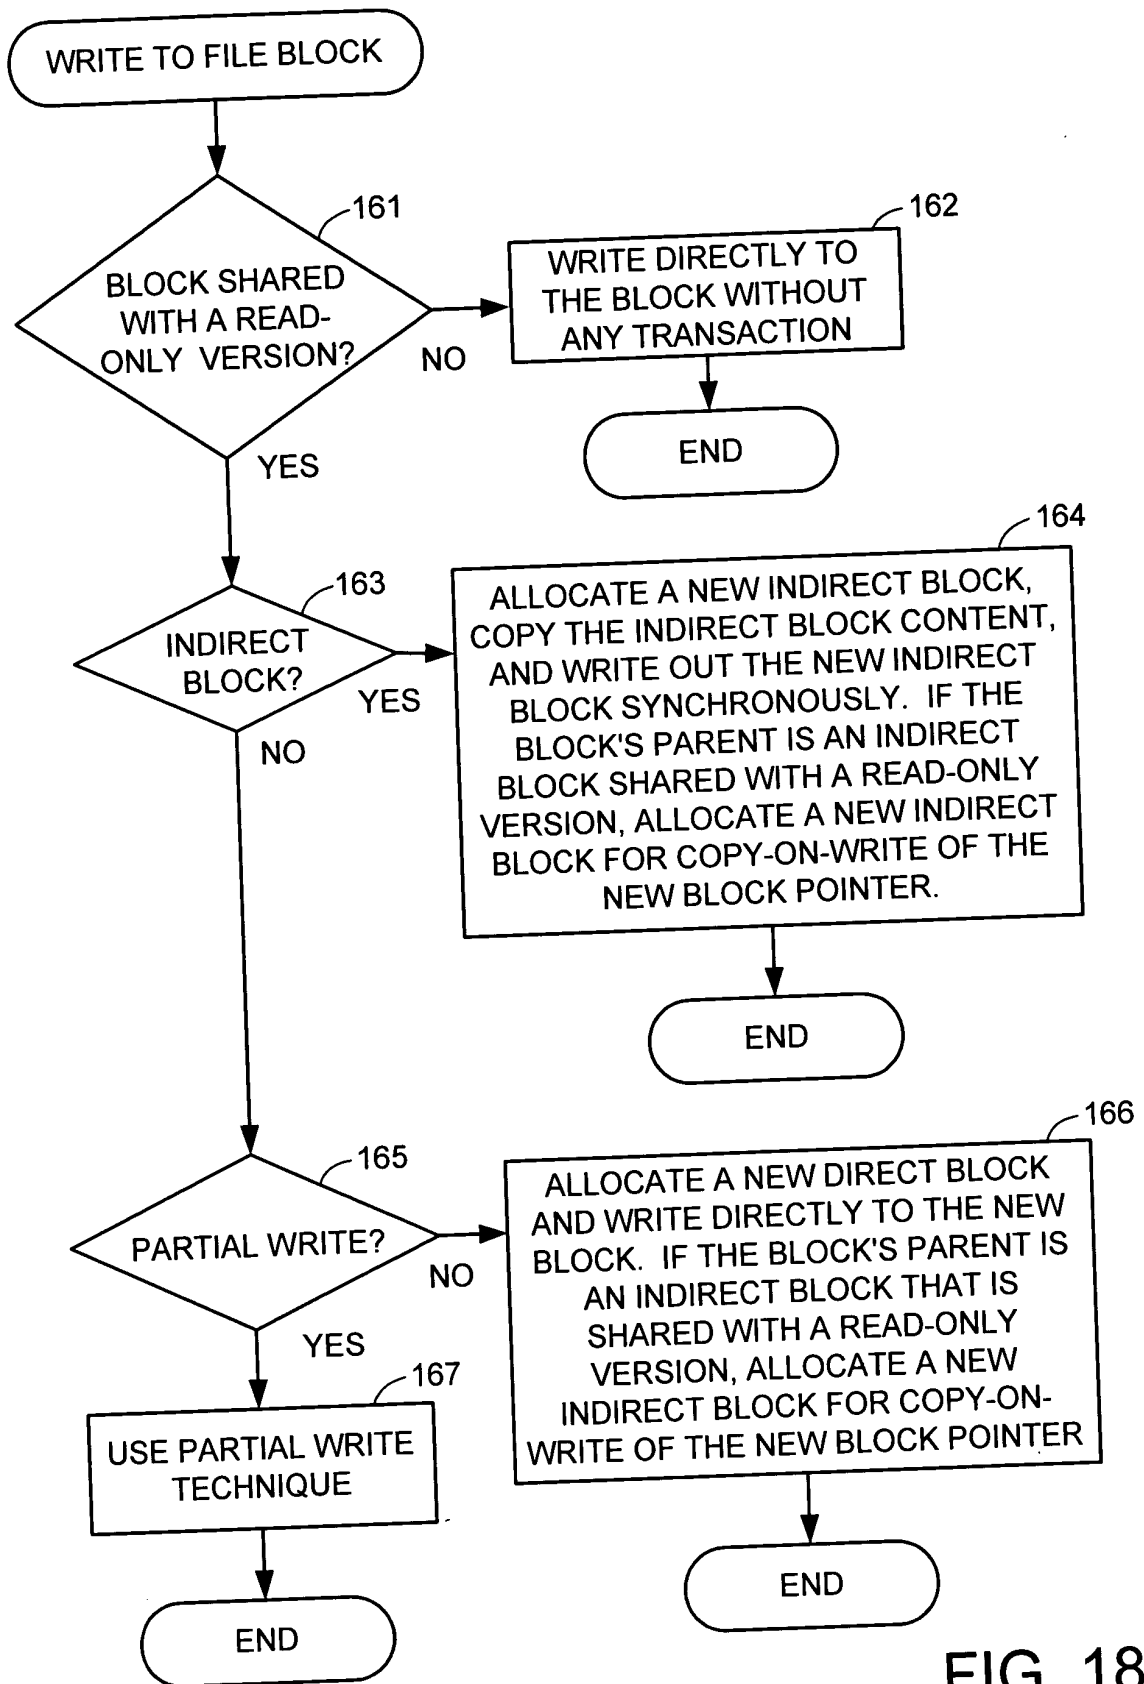 WRITE TO FILE BLOCK
161
BLOCK SHARED
WITH A READ-
ONLY VERSION?
NO
YES
162
WRITE DIRECTLY TO
THE BLOCK WITHOUT
ANY TRANSACTION
END
163
INDIRECT
BLOCK?
YES
NO
164
ALLOCATE A NEW INDIRECT BLOCK,
COPY THE INDIRECT BLOCK CONTENT,
AND WRITE OUT THE NEW INDIRECT
BLOCK SYNCHRONOUSLY. IF THE
BLOCK'S PARENT IS AN INDIRECT
BLOCK SHARED WITH A READ-ONLY
VERSION, ALLOCATE A NEW INDIRECT
BLOCK FOR COPY-ON-WRITE OF THE
NEW BLOCK POINTER.
END
165
PARTIAL WRITE?
NO
YES
166
ALLOCATE A NEW DIRECT BLOCK
AND WRITE DIRECTLY TO THE NEW
BLOCK. IF THE BLOCK'S PARENT IS
AN INDIRECT BLOCK THAT IS
SHARED WITH A READ-ONLY
VERSION, ALLOCATE A NEW
INDIRECT BLOCK FOR COPY-ON-
WRITE OF THE NEW BLOCK POINTER
END
167
USE PARTIAL WRITE
TECHNIQUE
END
FIG. 18